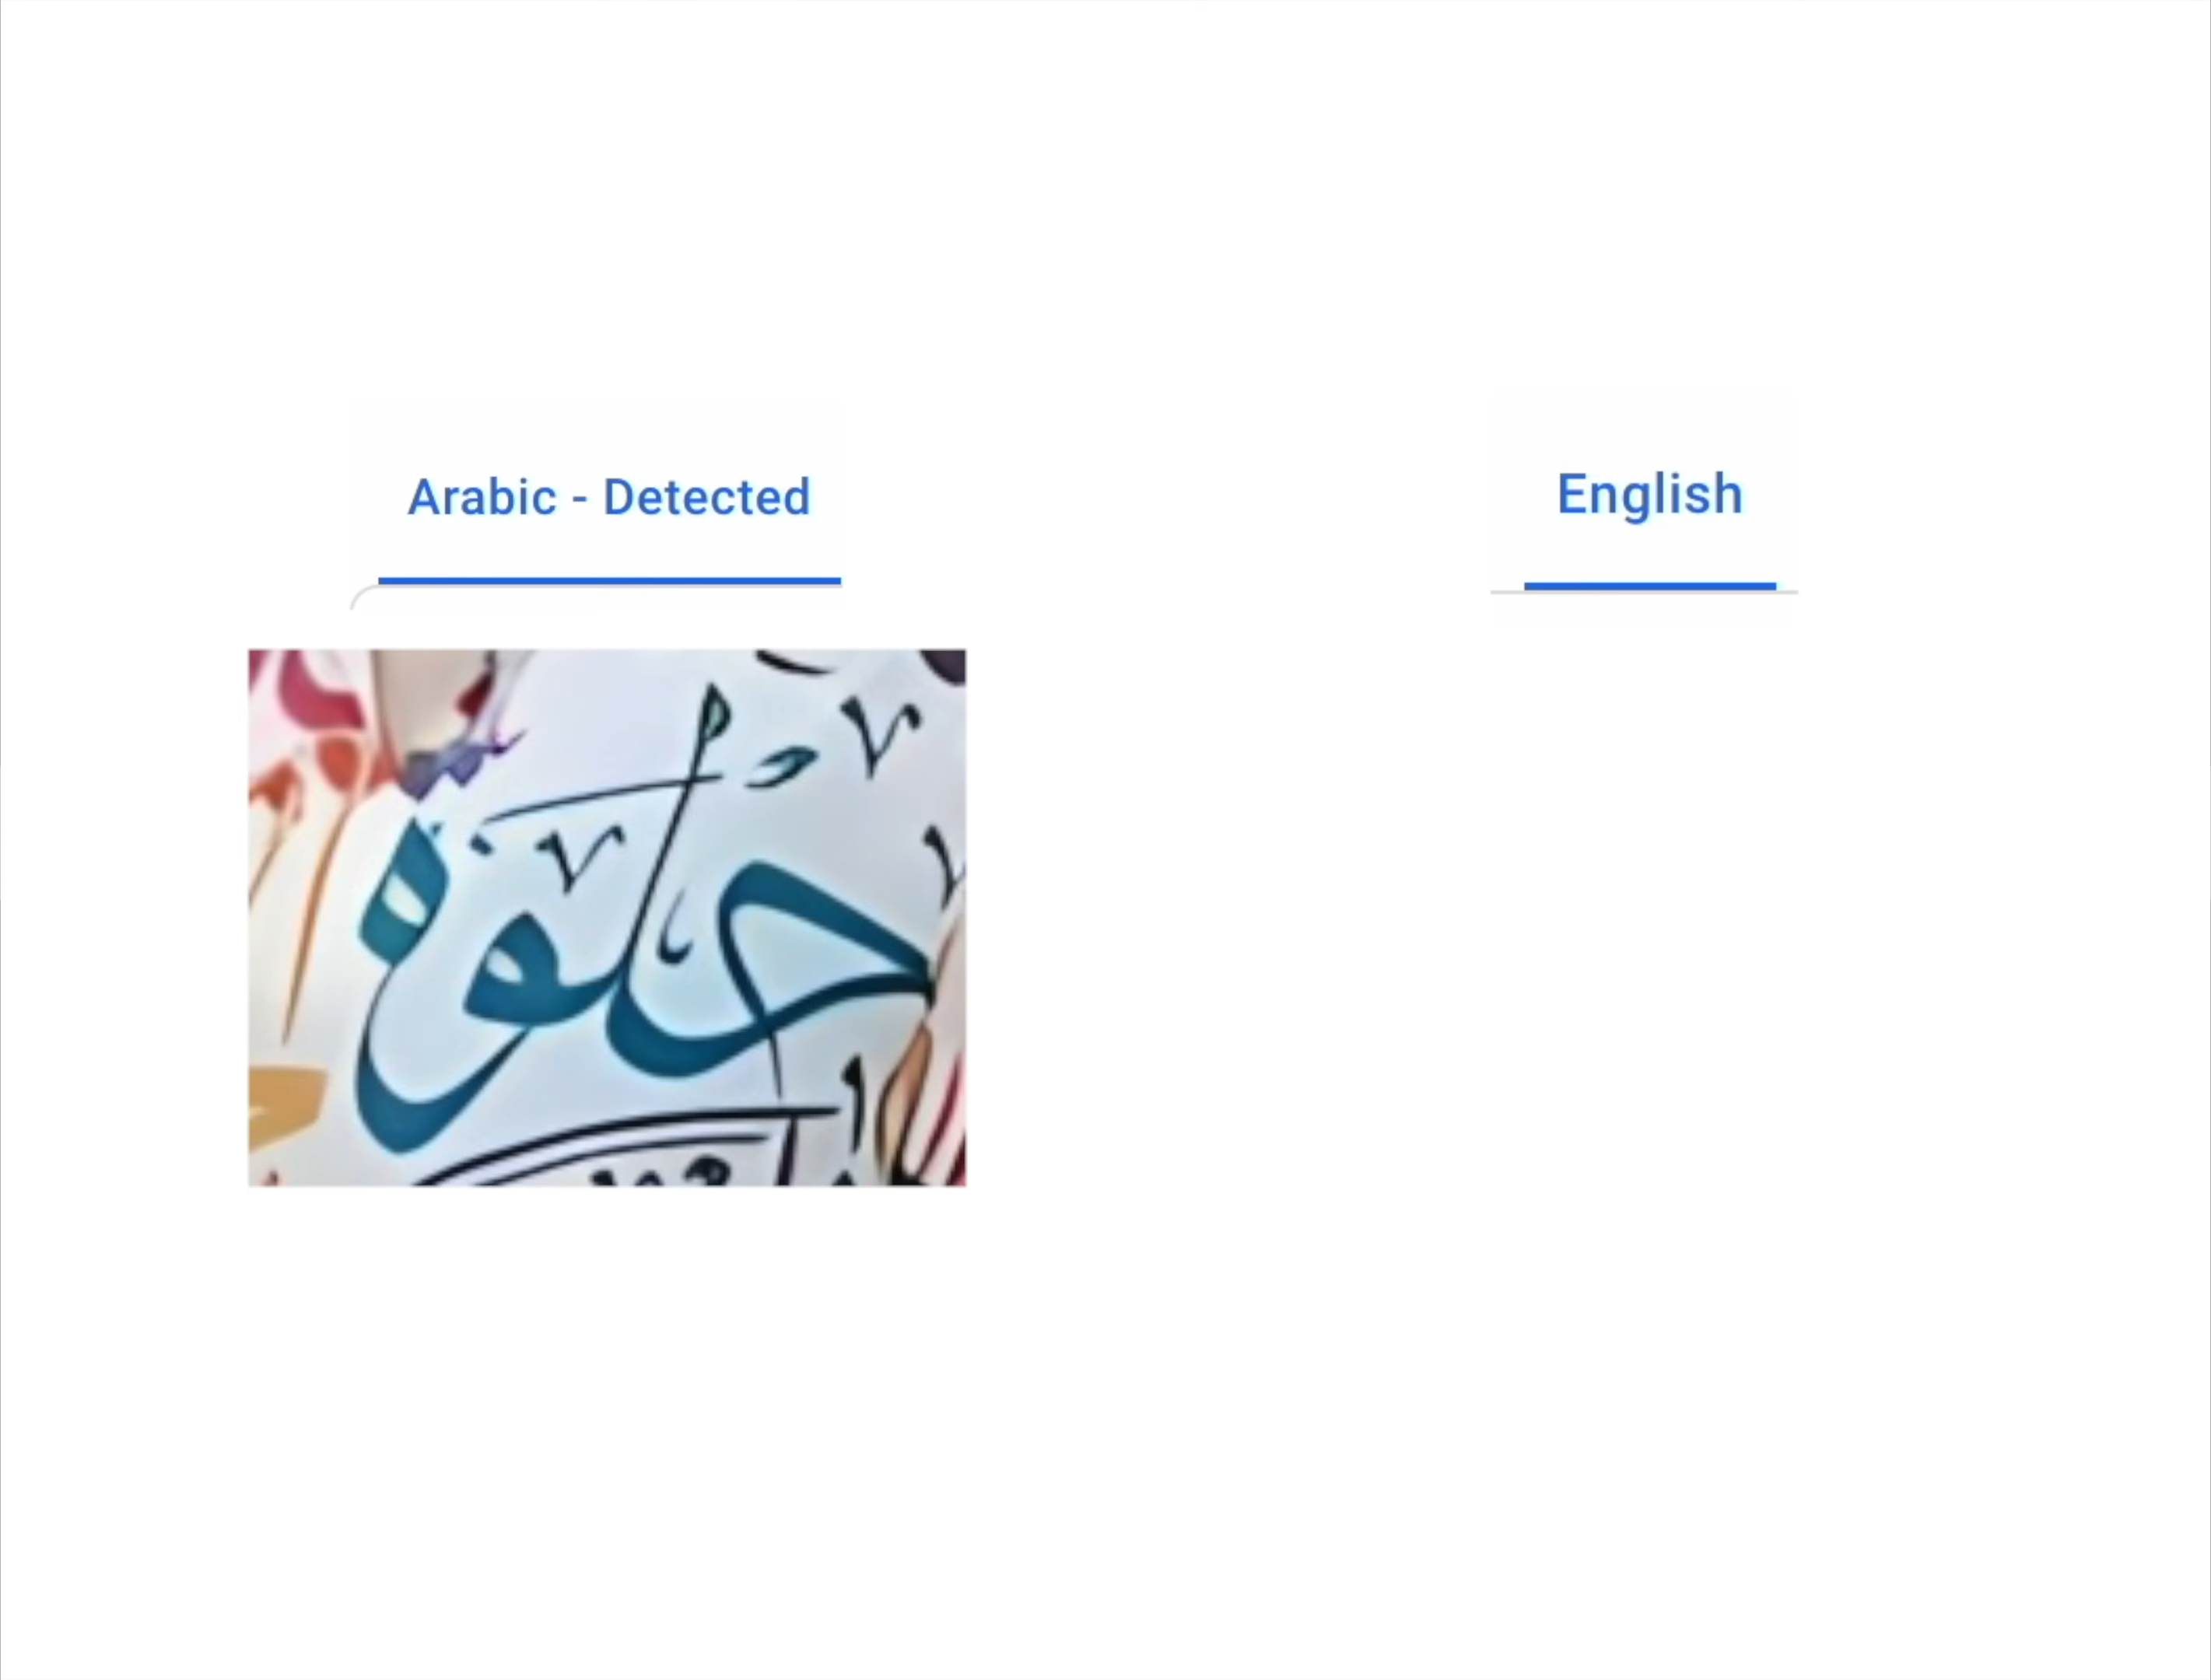 Arabic - Detected
English
حلوة